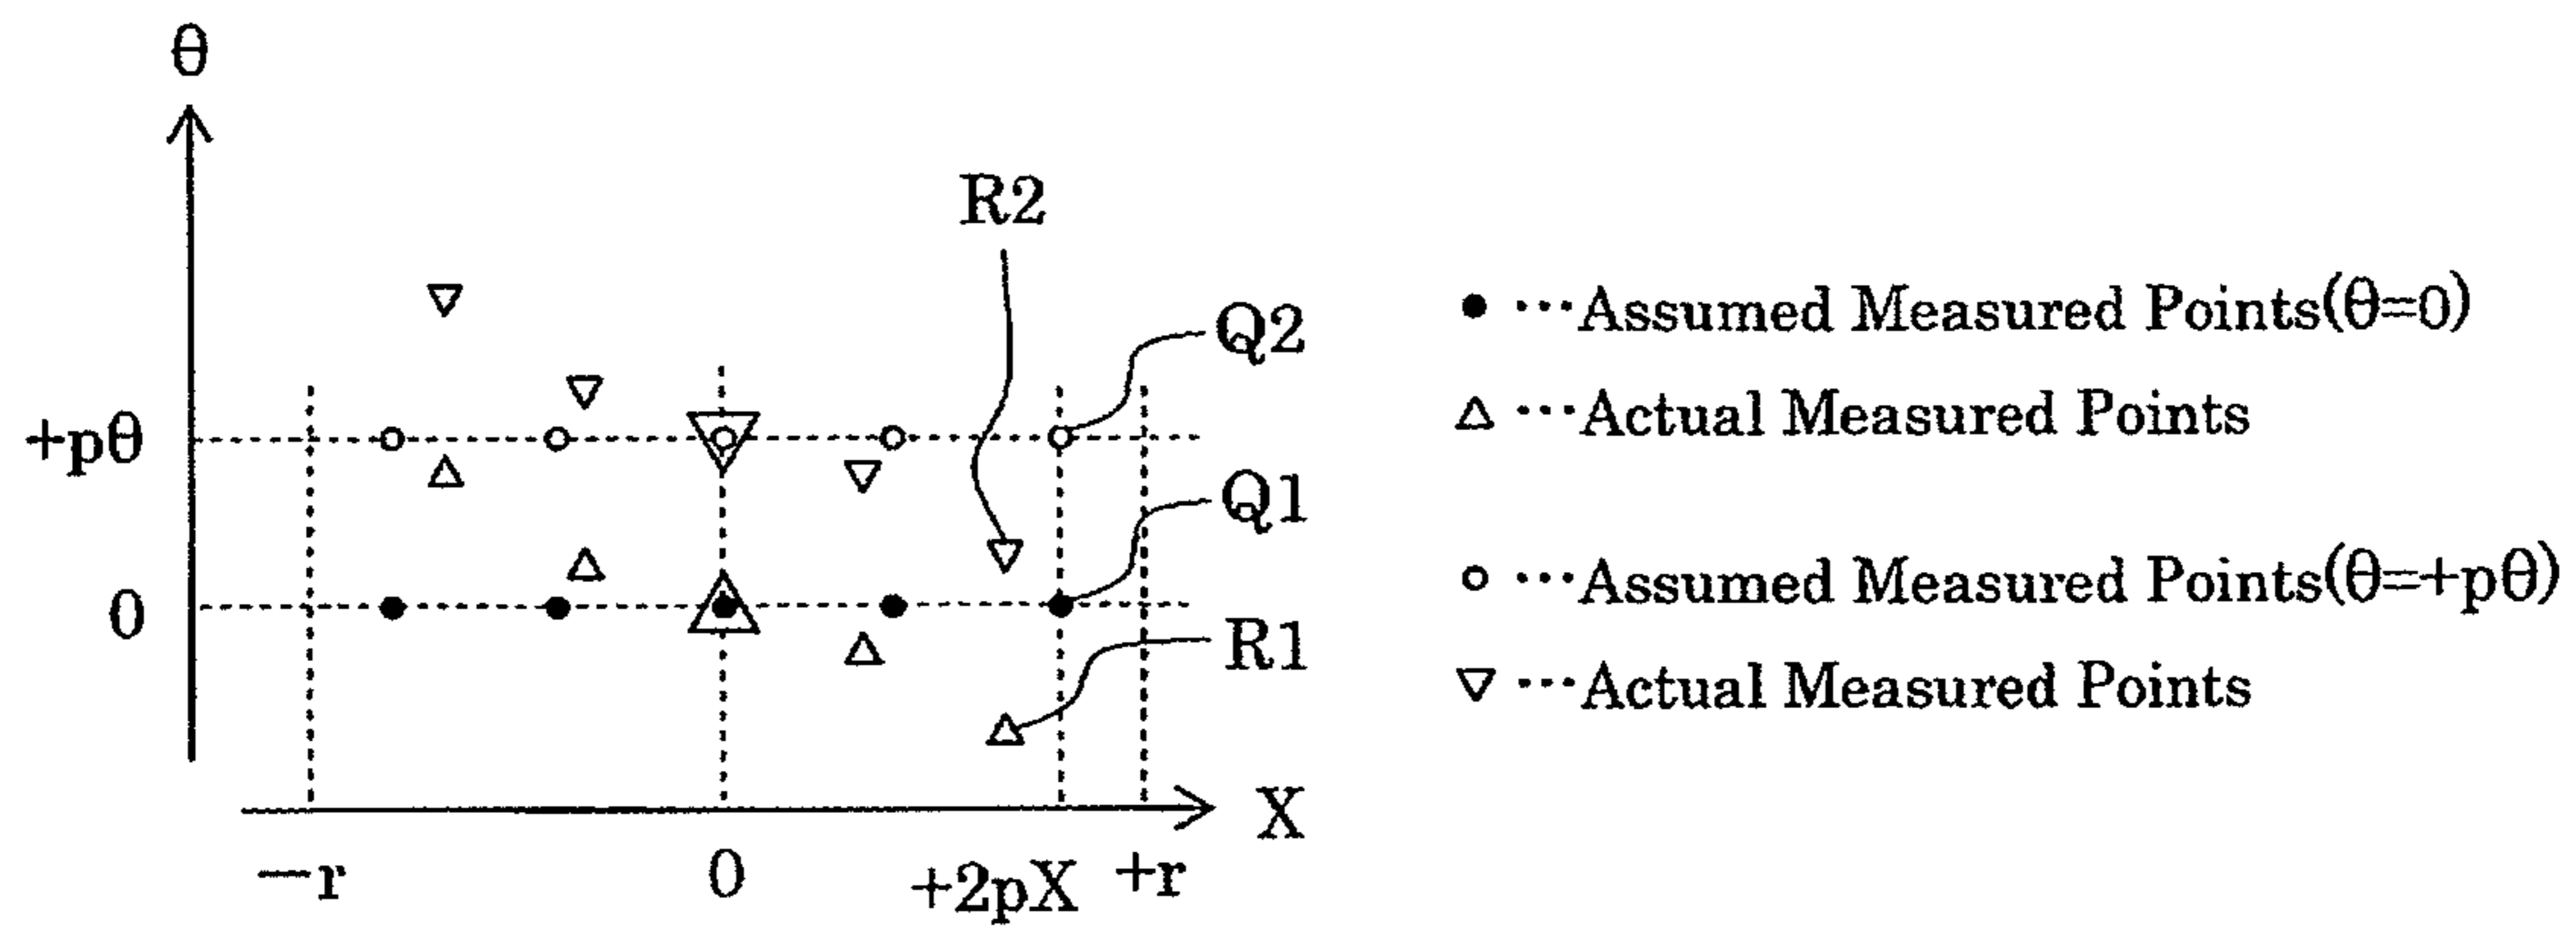 θ
R2
Q2
+pθ
Q1
0
R1
X
−r
0
+2pX
+r
● ···Assumed Measured Points(θ=0)
△ ···Actual Measured Points
○ ···Assumed Measured Points(θ=+pθ)
▽ ···Actual Measured Points